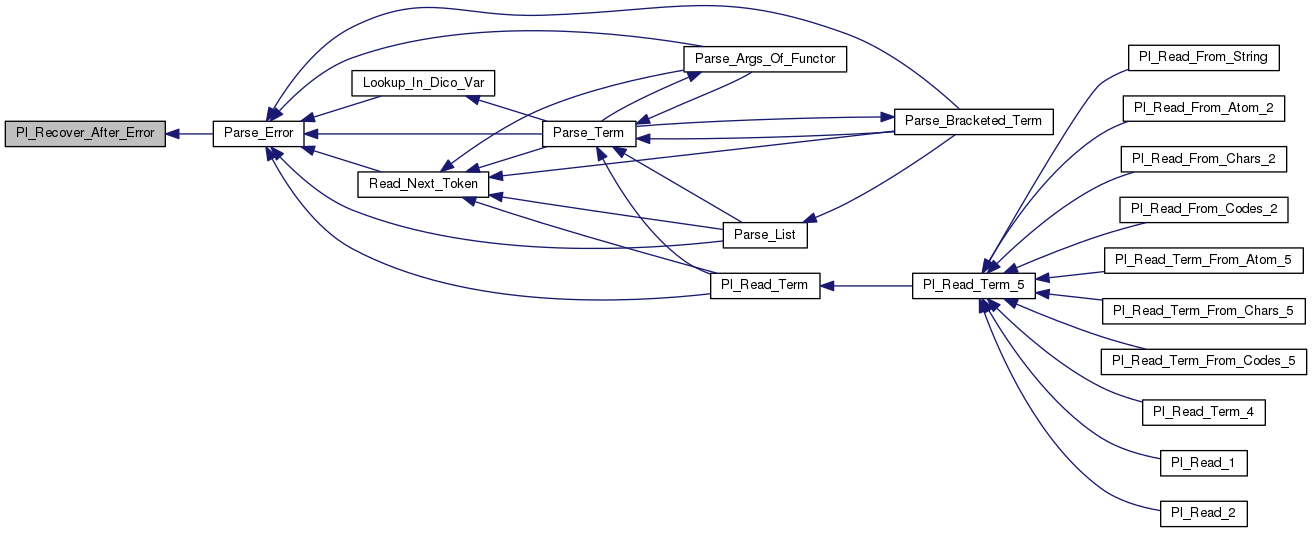 Pl_Recover_After_Error
Parse_Error
Lookup_In_Dico_Var
Read_Next_Token
Parse_Term
Parse_Args_Of_Functor
Parse_List
Pl_Read_Term
Parse_Bracketed_Term
Pl_Read_Term_5
Pl_Read_From_String
Pl_Read_From_Atom_2
Pl_Read_From_Chars_2
Pl_Read_From_Codes_2
Pl_Read_Term_From_Atom_5
Pl_Read_Term_From_Chars_5
Pl_Read_Term_From_Codes_5
Pl_Read_Term_4
Pl_Read_1
Pl_Read_2